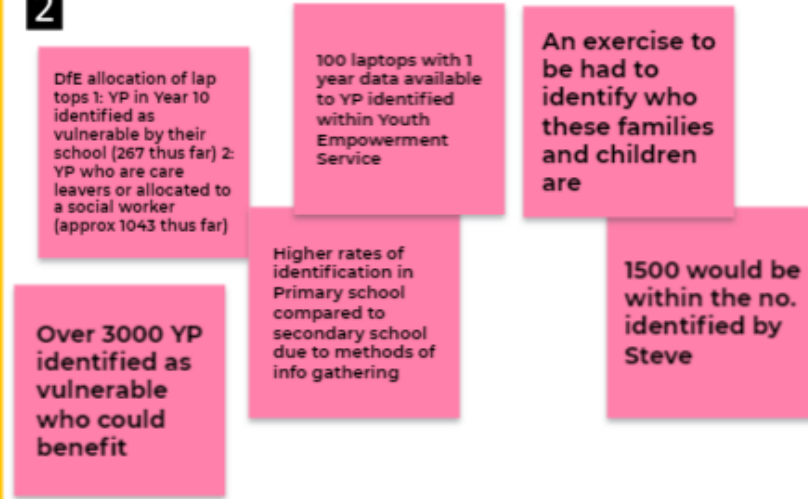 2
DfE allocation of lap
tops 1: YP in Year 10
identified as
vulnerable by their
school (267 thus far) 2:
YP who are care
leavers or allocated to
a social worker
(approx 1043 thus far)
100 laptops with 1
year data available
to YP identified
within Youth
Empowerment
Service
An exercise to
be had to
identify who
these families
and children
are
Over 3000 YP
identified as
vulnerable
who could
benefit
Higher rates of
identification in
Primary school
compared to
secondary school
due to methods of
info gathering
1500 would be
within the no.
identified by
Steve